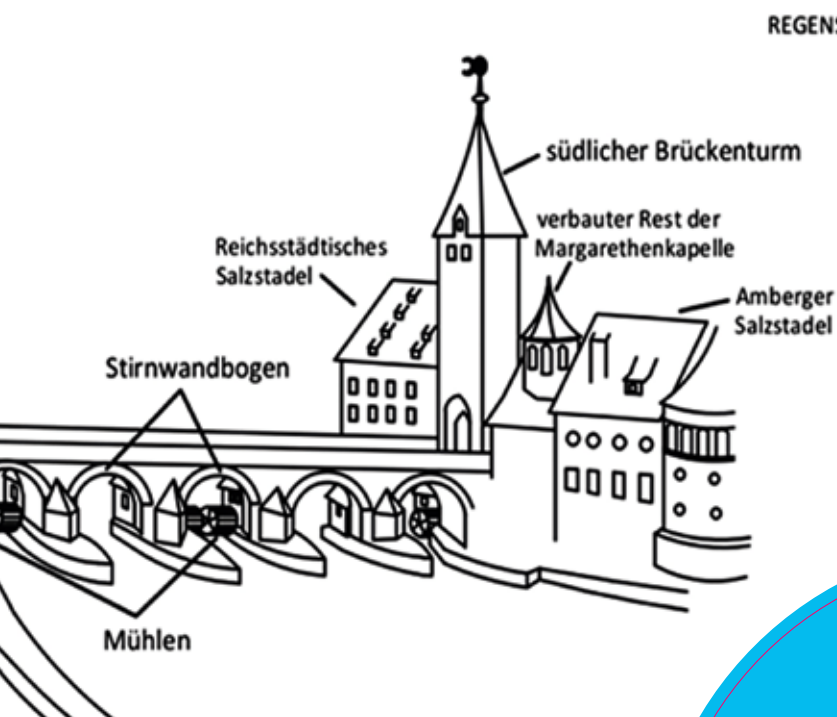 REGENS
südlicher Brückenturm
verbauter Rest der
Margarethenkapelle
Reichsstädtisches
Salzstadel
Amberger
Salzstadel
Stirnwandbogen
Mühlen